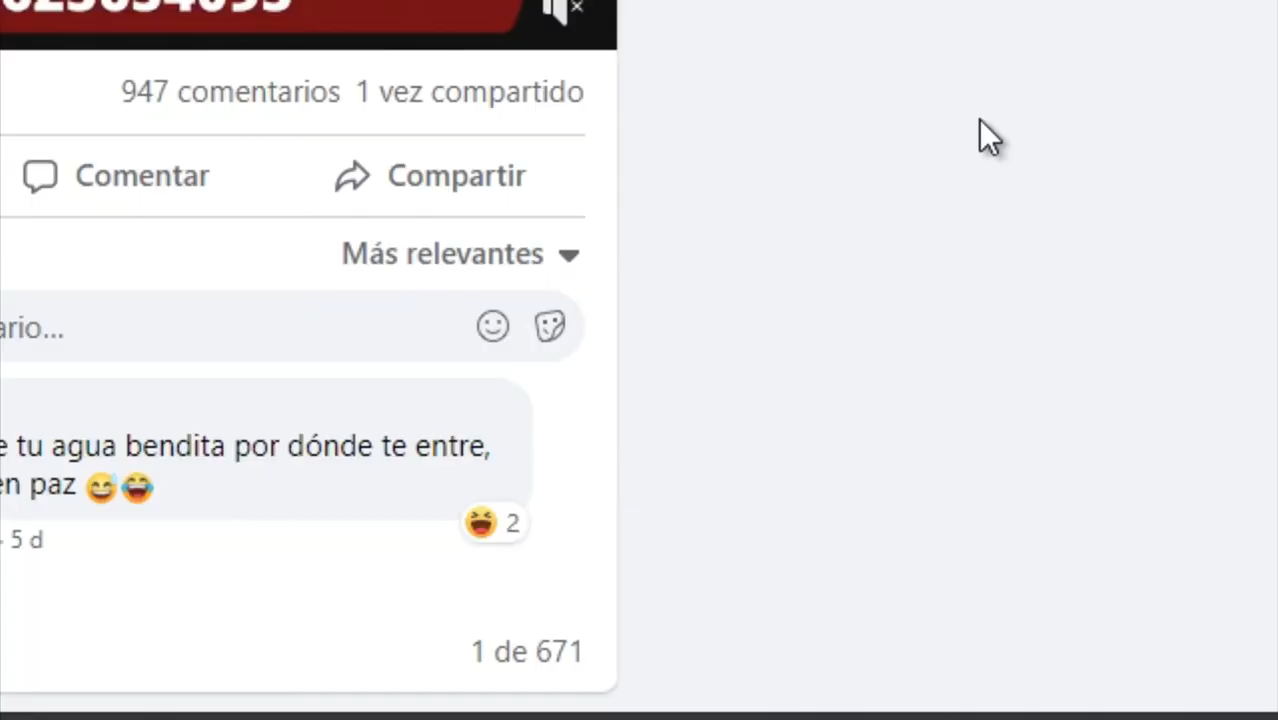 947 comentarios 1 vez compartido
Comentar Compartir
Más relevantes
ario...
e tu agua bendita por dónde te entre,
en paz 😅😂
2
5 d
1 de 671